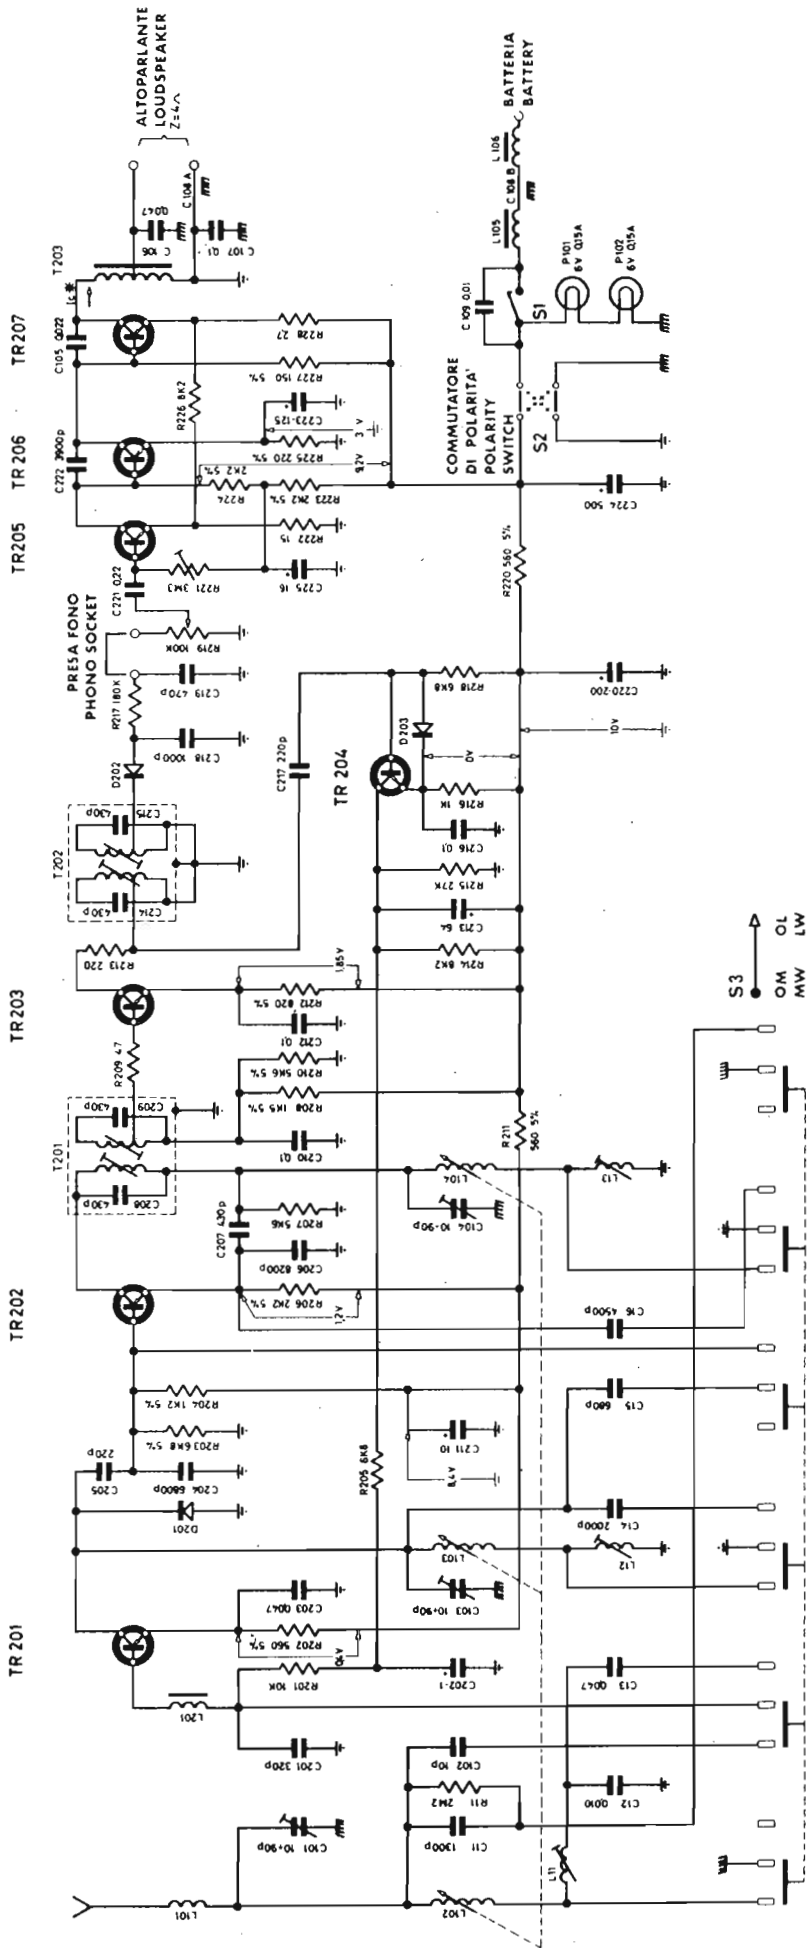 TR 201
TR202
TR203
TR 204
TR205
TR 206
TR207
ALTOPARLANTE
LOUDSPEAKER
Z=4Ω
BATTERIA
BATTERY
PRESA FONO
PHONO SOCKET
COMMUTATORE
DI POLARITA'
POLARITY
SWITCH
S2
S1
S3
OM OL
MW LW
L101
C101 10÷90p
L102
C11
1300p
R11
2M2
C102 10p
L11
C12
0,010
C13
0,047
L201
C201 320p
R201 10K
C202-1
R202 560 5%
C203 0,047
L103
C103 10÷90p
L12
C14
2000p
C15
680p
C16 4500p
D201
C205
220p
C204 6800p
R203 6K8 5%
R204 1K2 5%
R205 6K8
C211 10
8,4V
R206 2K2 5%
1,2V
C206 8200p
C207 430p
R207 5K6
T201
430p
C208
430p
C209
L104
C104 10-90p
L13
C210 0,1
R208 1K5 5%
R210 5K6 5%
R209 47
R211
560 5%
C212 0,1
R212 820 5%
1,85V
R213 220
T202
430p
C214
430p
C215
R214 8K2
C213 64
R215 27K
C216 0,1
R216 1K
0V
D203
R218 6K8
C217 220p
10V
C220-200
D202
C218 1000p
R217 180K
C219 470p
R219 100K
C221 0,22
R221 3M3
C225 16
R222 15
R223 2K2 5%
R224
2K2 5%
9,2V
R220 560 5%
C224 500
C222 3900p
R225 220 5%
C223-125
3 V
R226 8K2
C105 0,022
R227 150 5%
R228 27
Ic*
T203
C 106
0,047
C 107 0,1
C108 A
C 109 0,01
L105
C 108 B
L106
P101
6V 0,15A
P102
6V 0,15A